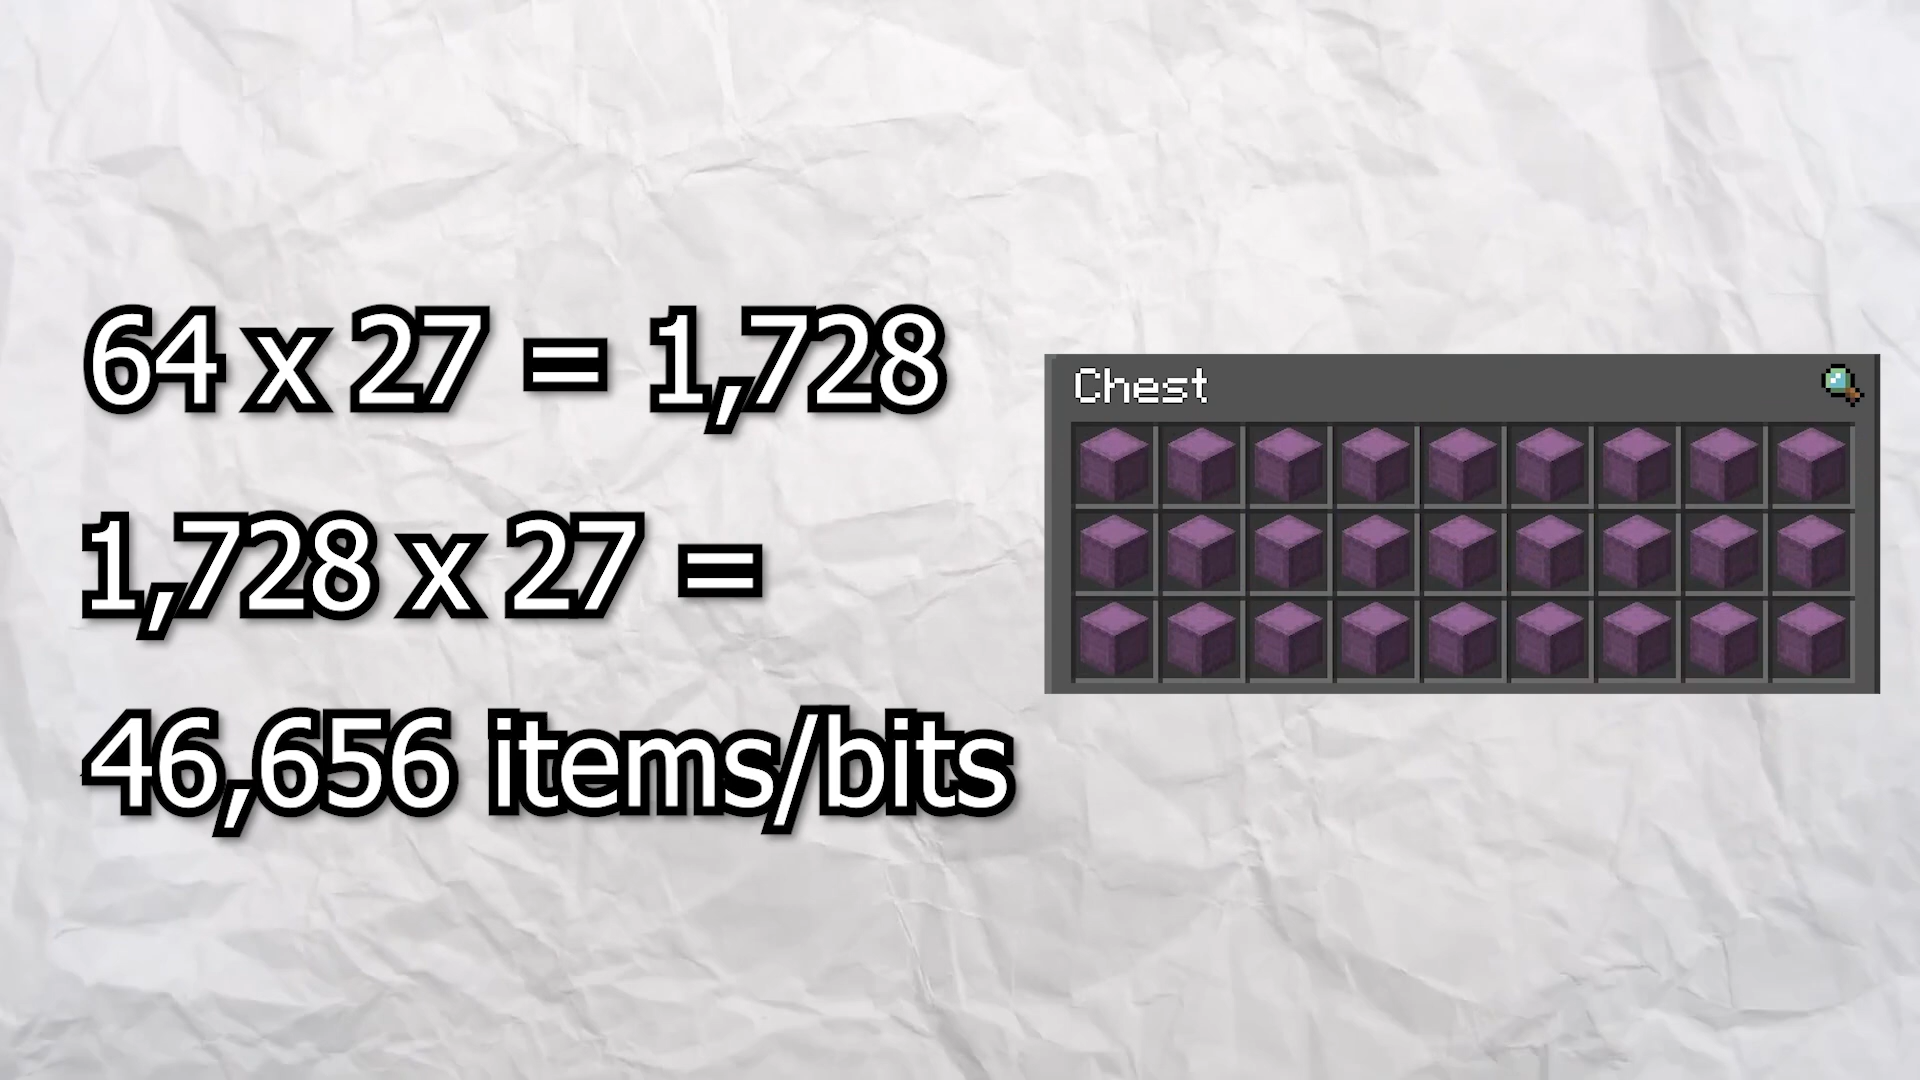 64 x 27 = 1,728
1,728 x 27 =
46,656 items/bits
Chest